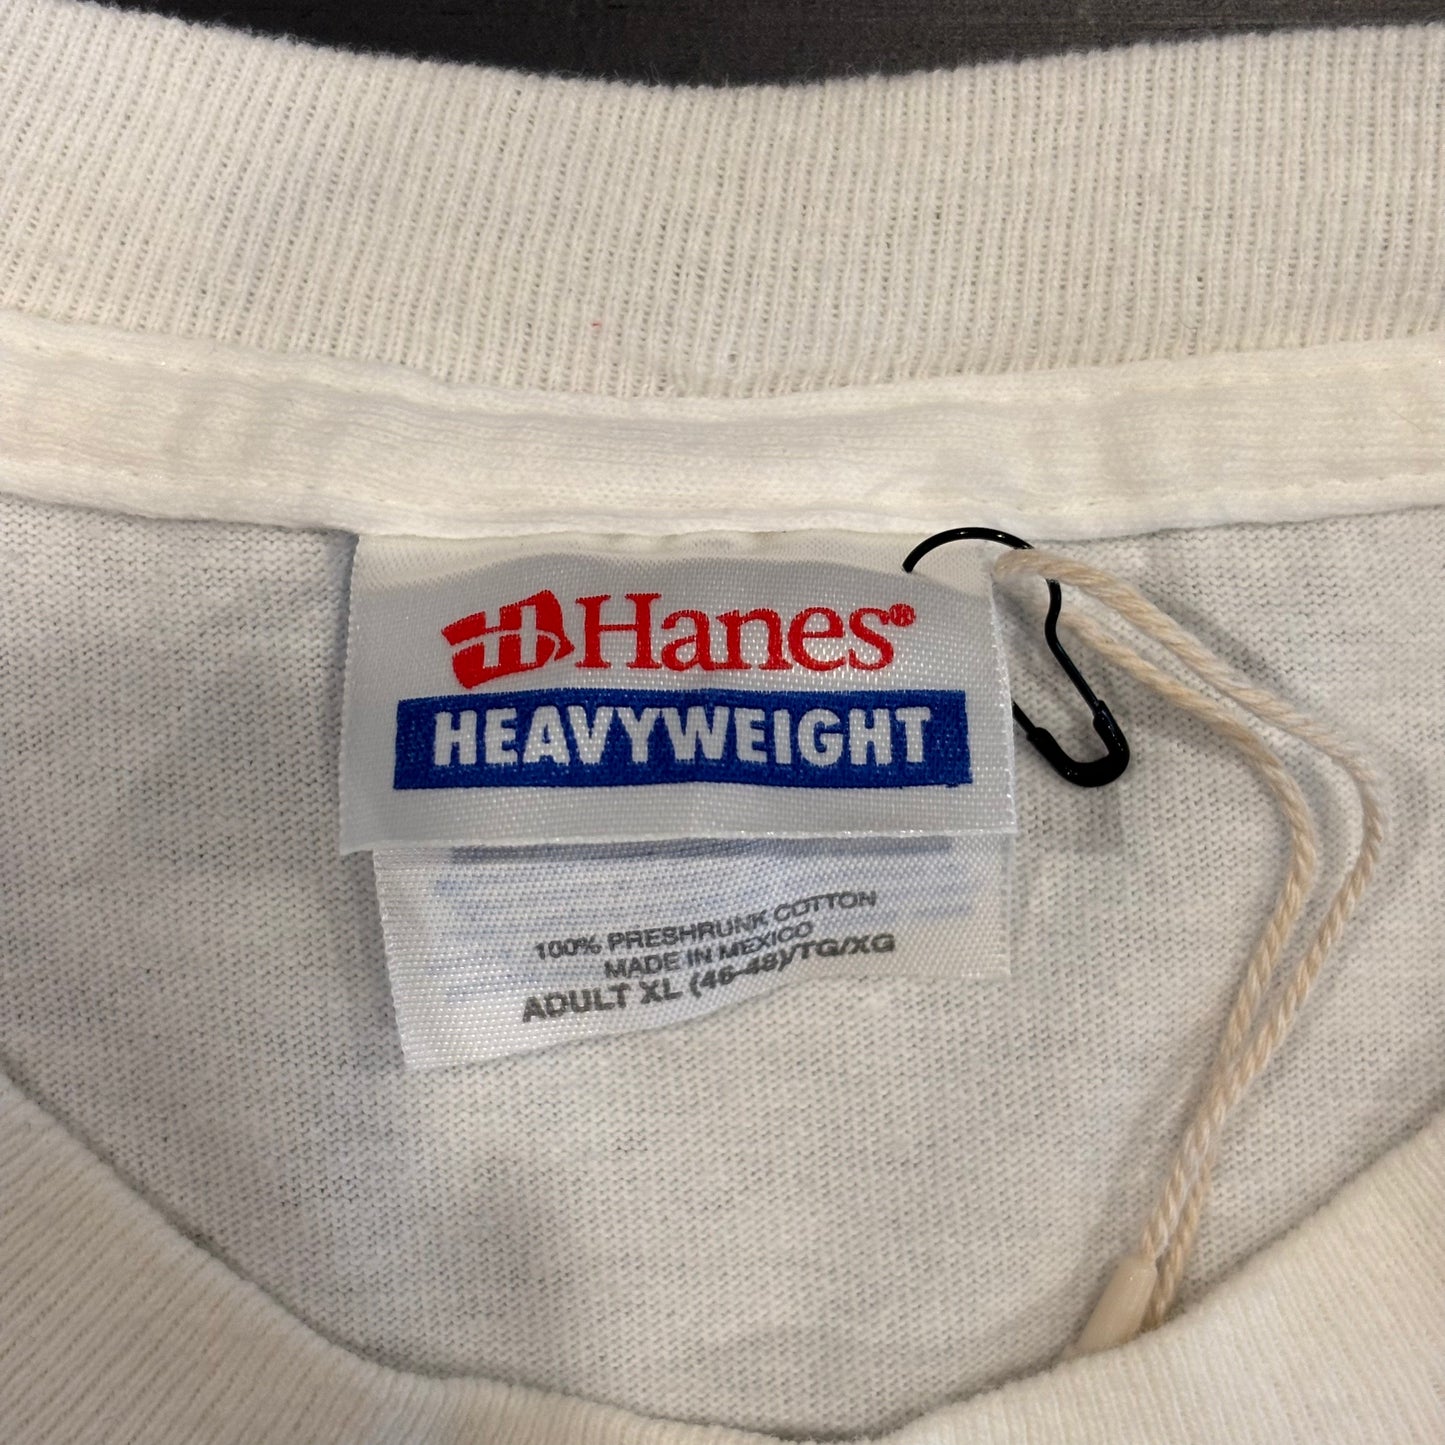 Hanes®
HEAVYWEIGHT
100% PRESHRUNK COTTON
MADE IN MEXICO
ADULT XL (46-48)/TG/XG